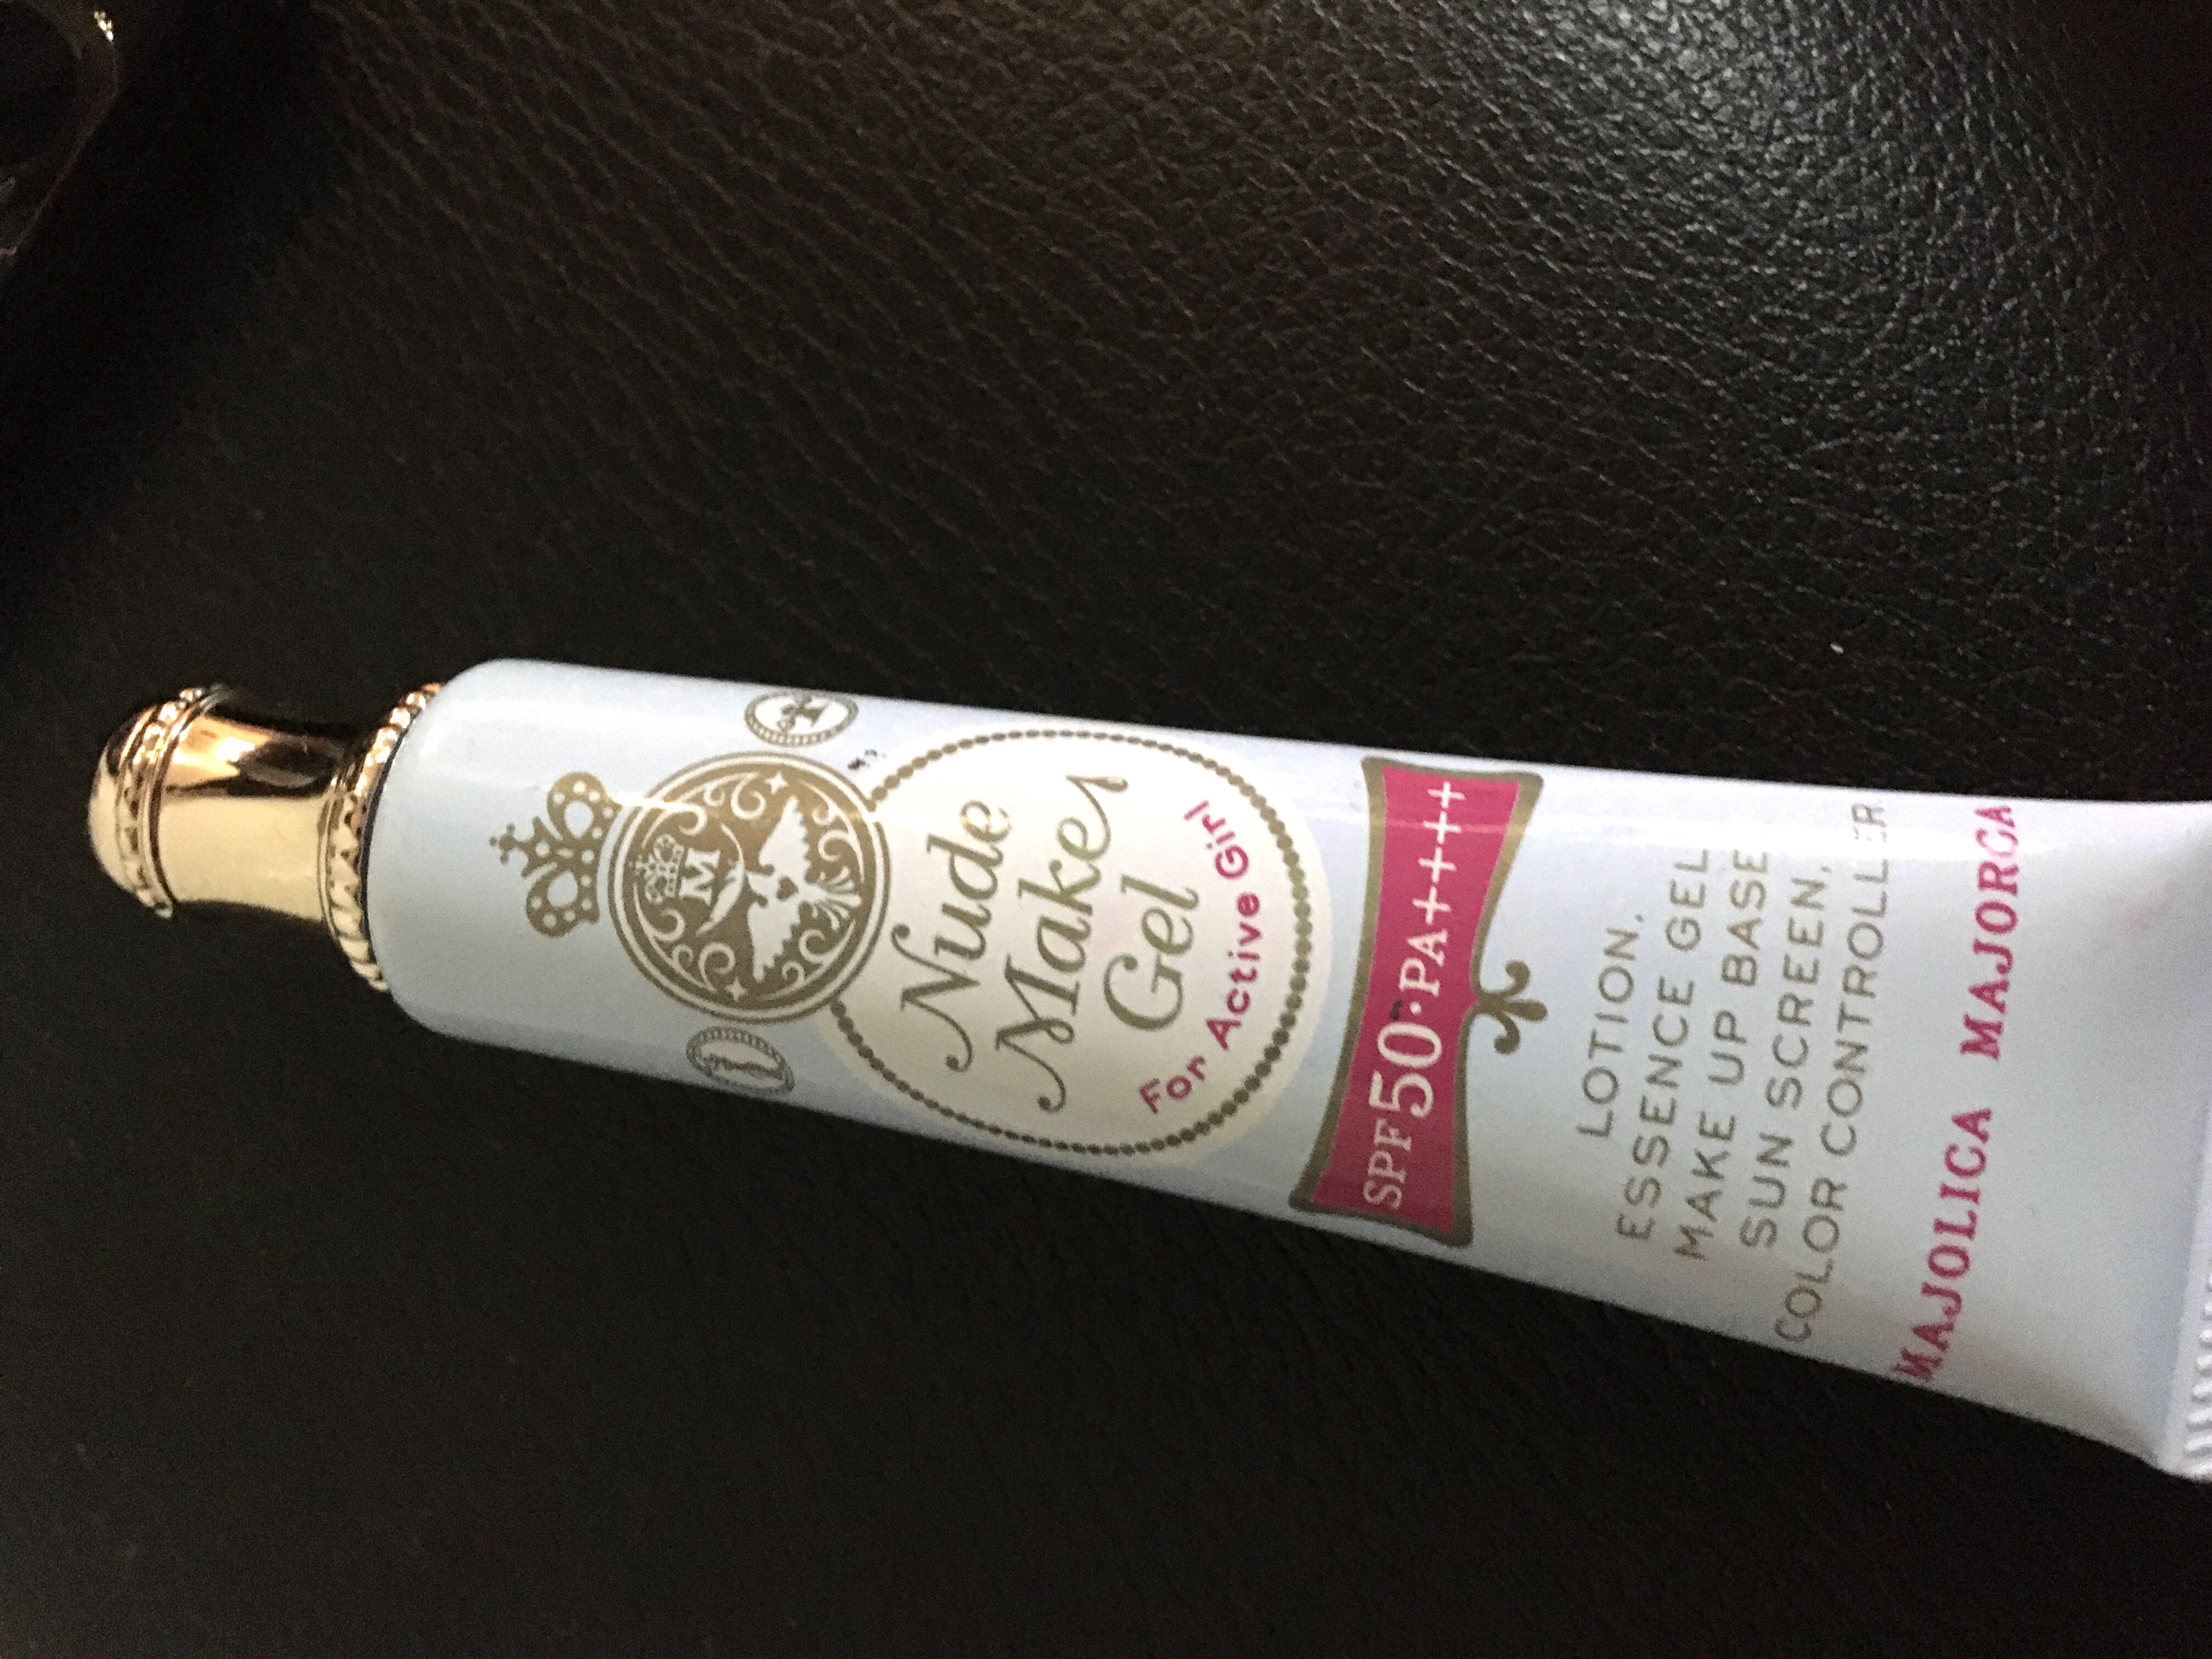 M
Nude
Make
Gel
For Active Girl
SPF50・PA++++
LOTION.
ESSENCE GEL
MAKE UP BASE
SUN SCREEN.
COLOR CONTROLLER
MAJOLICA MAJORCA